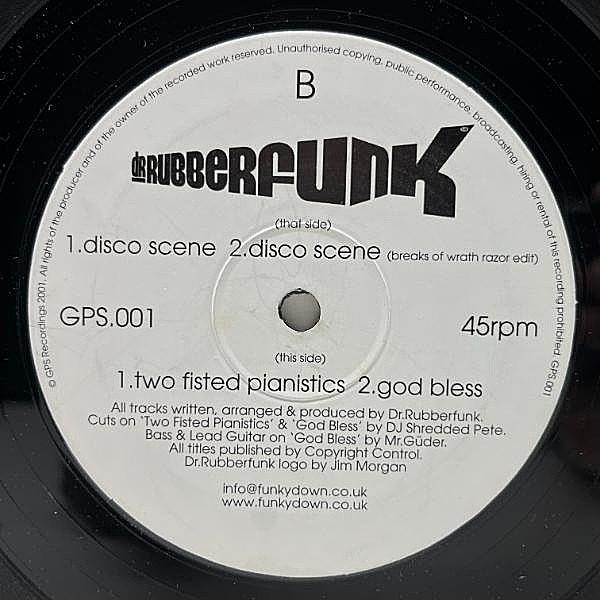 © GPS Recordings 2001. All rights of the producer and of the owner of the recorded work reserved. Unauthorised copying, public performance, broadcasting, hiring or rental of this recording prohibited. GPS.001
B
DR RUBBERFUNK
(that side)
1.disco scene 2.disco scene (breaks of wrath razor edit)
GPS.001
45rpm
(this side)
1.two fisted pianistics 2.god bless
All tracks written, arranged & produced by Dr.Rubberfunk.
Cuts on 'Two Fisted Pianistics' & 'God Bless' by DJ Shredded Pete.
Bass & Lead Guitar on 'God Bless' by Mr.Güder.
All titles published by Copyright Control.
Dr.Rubberfunk logo by Jim Morgan
info@funkydown.co.uk
www.funkydown.co.uk